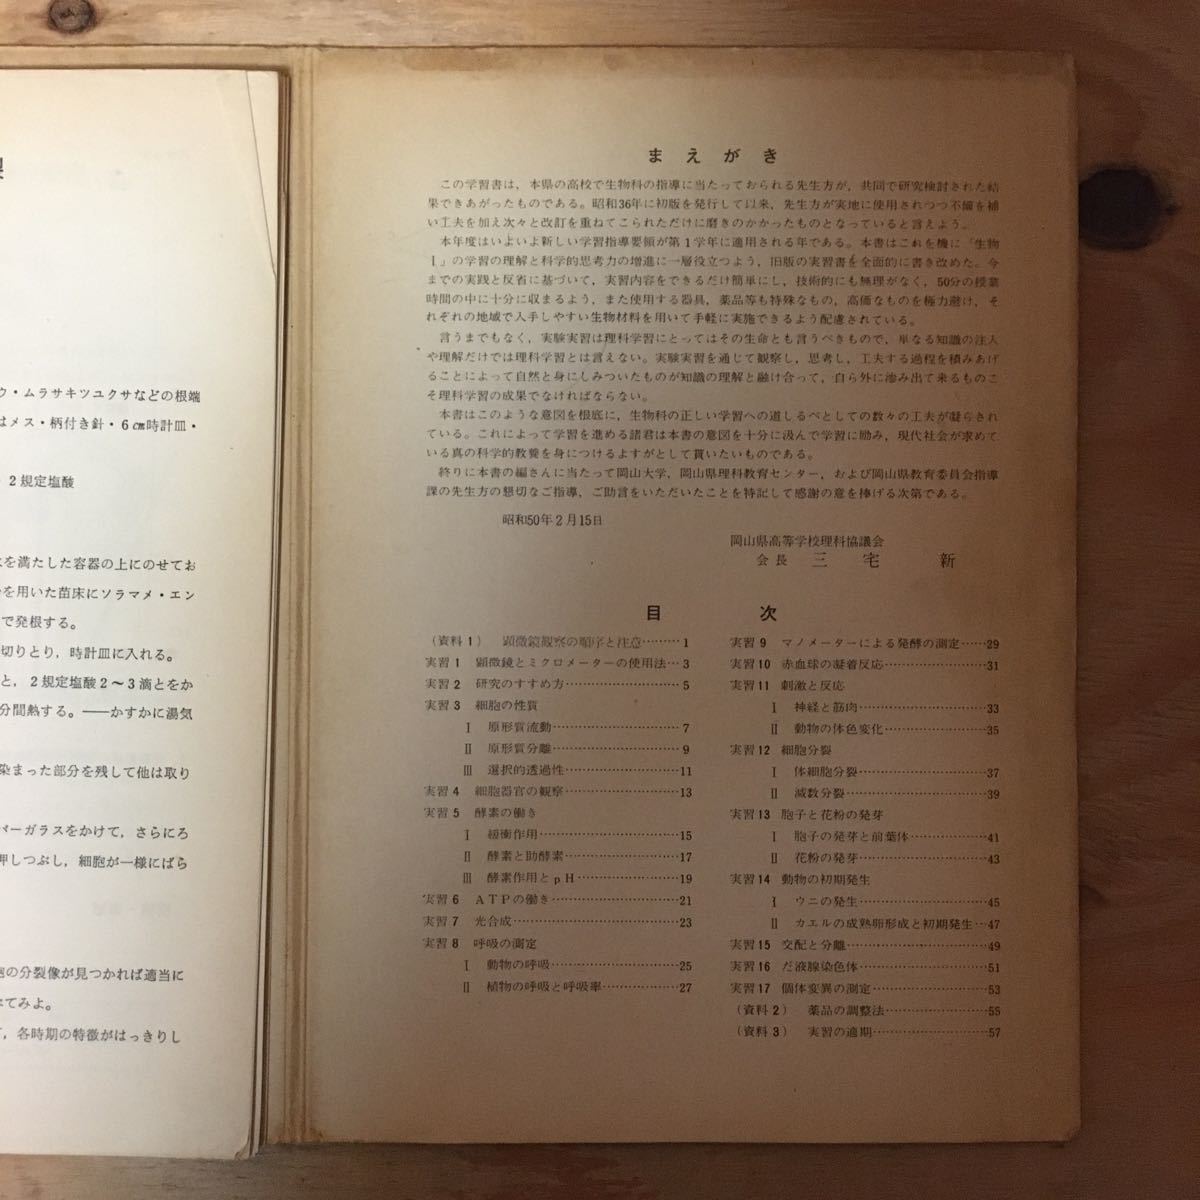 ウ・ムラサキツユクサなどの根端
はメス・柄付き針・6㎝時計皿・
2規定塩酸
を満たした容器の上にのせてお
を用いた苗床にソラマメ・エン
で発根する。
切りとり，時計皿に入れる。
と，2規定塩酸2〜3滴とをか
分間熱する。——かすかに湯気
染まった部分を残して他は取り
バーガラスをかけて，さらにろ
押しつぶし，細胞が一様にばら
胞の分裂像が見つかれば適当に
べてみよ。
，各時期の特徴がはっきりし
まえがき
この学習書は，本県の高校で生物科の指導に当たっておられる先生方が，共同で研究検討された結
果できあがったものである。昭和36年に初版を発行して以来，先生方が実地に使用されつつ不備を補
い工夫を加え次々と改訂を重ねてこられただけに磨きのかかったものとなっていると言えよう。
本年度はいよいよ新しい学習指導要領が第1学年に適用される年である。本書はこれを機に「生物
Ⅰ」の学習の理解と科学的思考力の増進に一層役立つよう，旧版の実習書を全面的に書き改めた。今
までの実践と反省に基づいて，実習内容をできるだけ簡単にし，技術的にも無理がなく，50分の授業
時間の中に十分に収まるよう，また使用する器具，薬品等も特殊なもの，高価なものを極力避け，そ
れぞれの地域で入手しやすい生物材料を用いて手軽に実施できるよう配慮されている。
言うまでもなく，実験実習は理科学習にとってはその生命とも言うべきもので，単なる知識の注入
や理解だけでは理科学習とは言えない。実験実習を通じて観察し，思考し，工夫する過程を積みあげ
ることによって自然と身にしみついたものが知識の理解と融け合って，自ら外に滲み出て来るものこ
そ理科学習の成果でなければならない。
本書はこのような意図を根底に，生物科の正しい学習への道しるべとしての数々の工夫が凝らされ
ている。これによって学習を進める諸君は本書の意図を十分に汲んで学習に励み，現代社会が求めて
いる真の科学的教養を身につけるよすがとして貰いたいものである。
終りに本書の編さんに当たって岡山大学，岡山県理科教育センター，および岡山県教育委員会指導
課の先生方の懇切なご指導，ご助言をいただいたことを特記して感謝の意を捧げる次第である。
昭和50年2月15日
岡山県高等学校理科協議会
会長 三宅 新
目 次
（資料1） 顕微鏡観察の順序と注意………1
実習1 顕微鏡とミクロメーターの使用法…3
実習2 研究のすすめ方………………5
実習3 細胞の性質
Ⅰ 原形質流動………………7
Ⅱ 原形質分離………………9
Ⅲ 選択的透過性………………11
実習4 細胞器官の観察………………13
実習5 酵素の働き
Ⅰ 緩衝作用………………15
Ⅱ 酵素と助酵素………………17
Ⅲ 酵素作用とpH………………19
実習6 ATPの働き………………21
実習7 光合成………………23
実習8 呼吸の測定
Ⅰ 動物の呼吸………………25
Ⅱ 植物の呼吸と呼吸率………………27
実習9 マノメーターによる発酵の測定……29
実習10 赤血球の凝着反応………………31
実習11 刺激と反応
Ⅰ 神経と筋肉………………33
Ⅱ 動物の体色変化………………35
実習12 細胞分裂
Ⅰ 体細胞分裂………………37
Ⅱ 減数分裂………………39
実習13 胞子と花粉の発芽
Ⅰ 胞子の発芽と前葉体………………41
Ⅱ 花粉の発芽………………43
実習14 動物の初期発生
Ⅰ ウニの発生………………45
Ⅱ カエルの成熟卵形成と初期発生…47
実習15 交配と分離………………49
実習16 だ液腺染色体………………51
実習17 個体変異の測定………………53
（資料2） 薬品の調整法………………55
（資料3） 実習の適期………………57